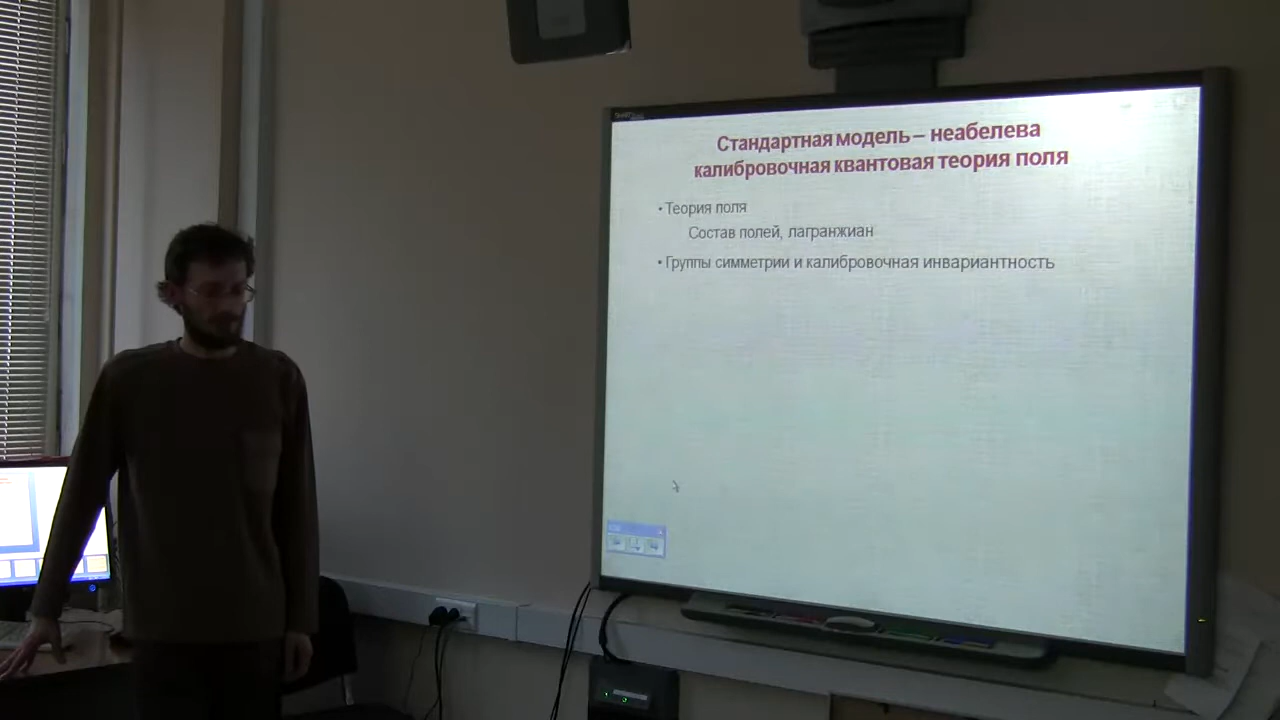 Стандартная модель – неабелева
калибровочная квантовая теория поля
• Теория поля
Состав полей, лагранжиан
• Группы симметрии и калибровочная инвариантность